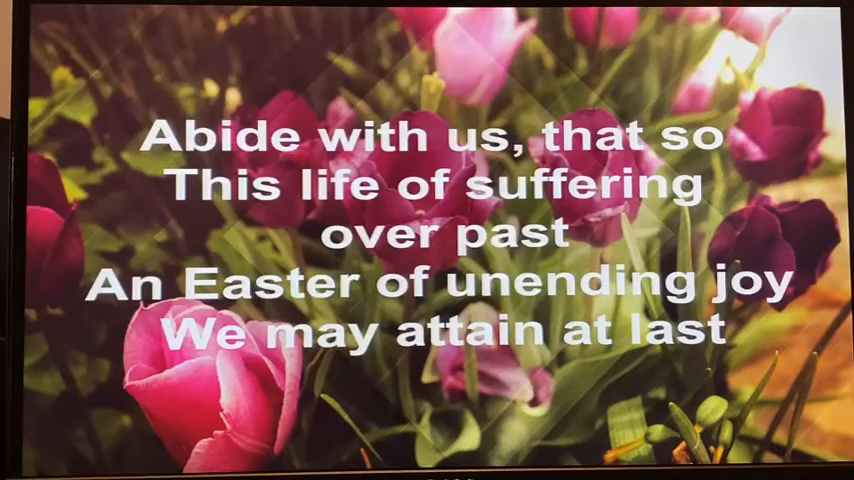 Abide with us, that so
This life of suffering
over past
An Easter of unending joy
We may attain at last